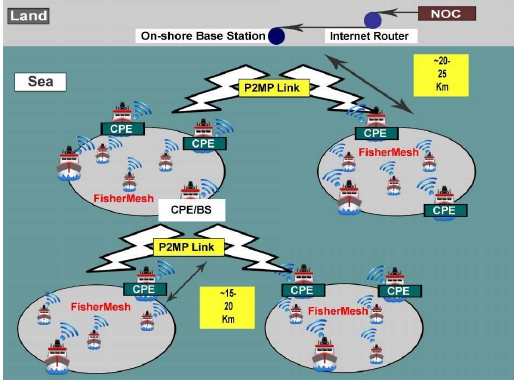 Land
NOC
On-shore Base Station
Internet Router
Sea
P2MP Link
~20-
25
Km
CPE
CPE
CPE
FisherMesh
FisherMesh
CPE
CPE/BS
P2MP Link
CPE
~15-
20
Km
CPE
CPE
FisherMesh
FisherMesh